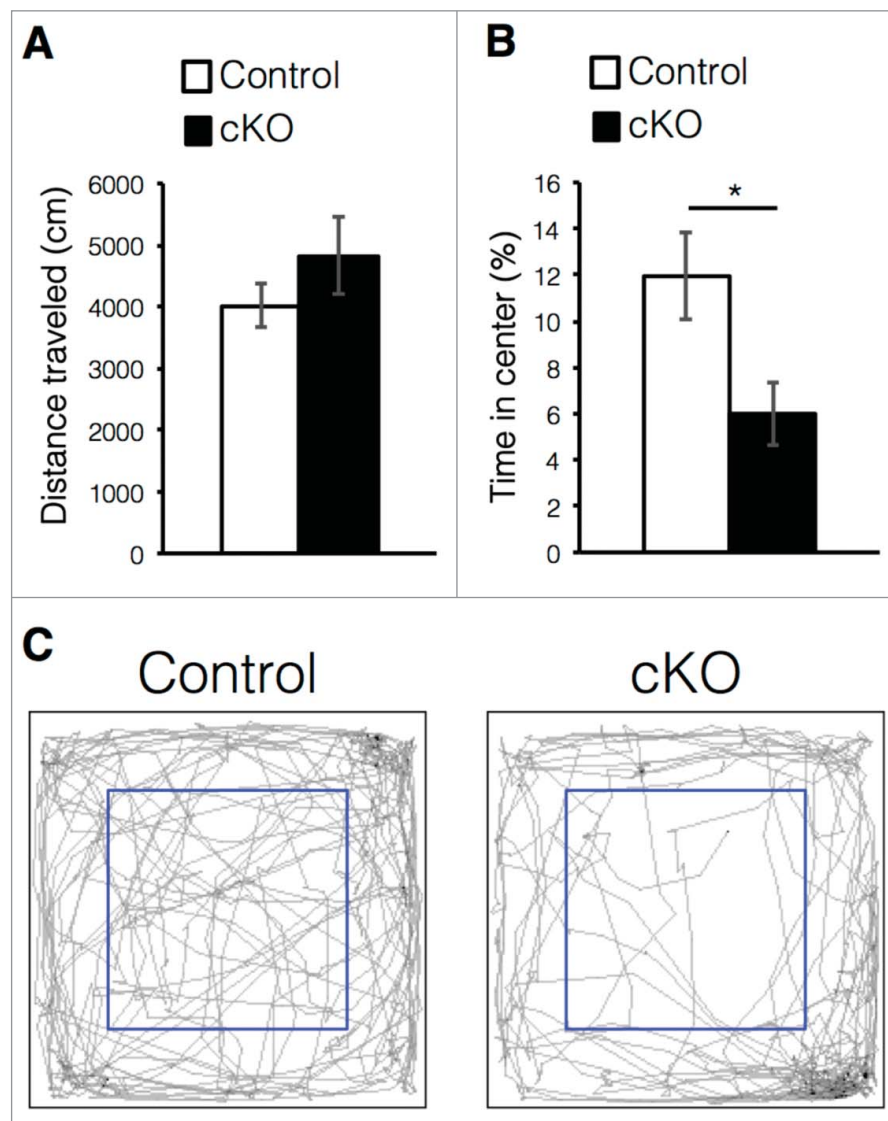 A
Control
cKO
Distance traveled (cm)
6000
5000
4000
3000
2000
1000
0
B
Control
cKO
Time in center (%)
16
14
12
10
8
6
4
2
0
*
C
Control
cKO